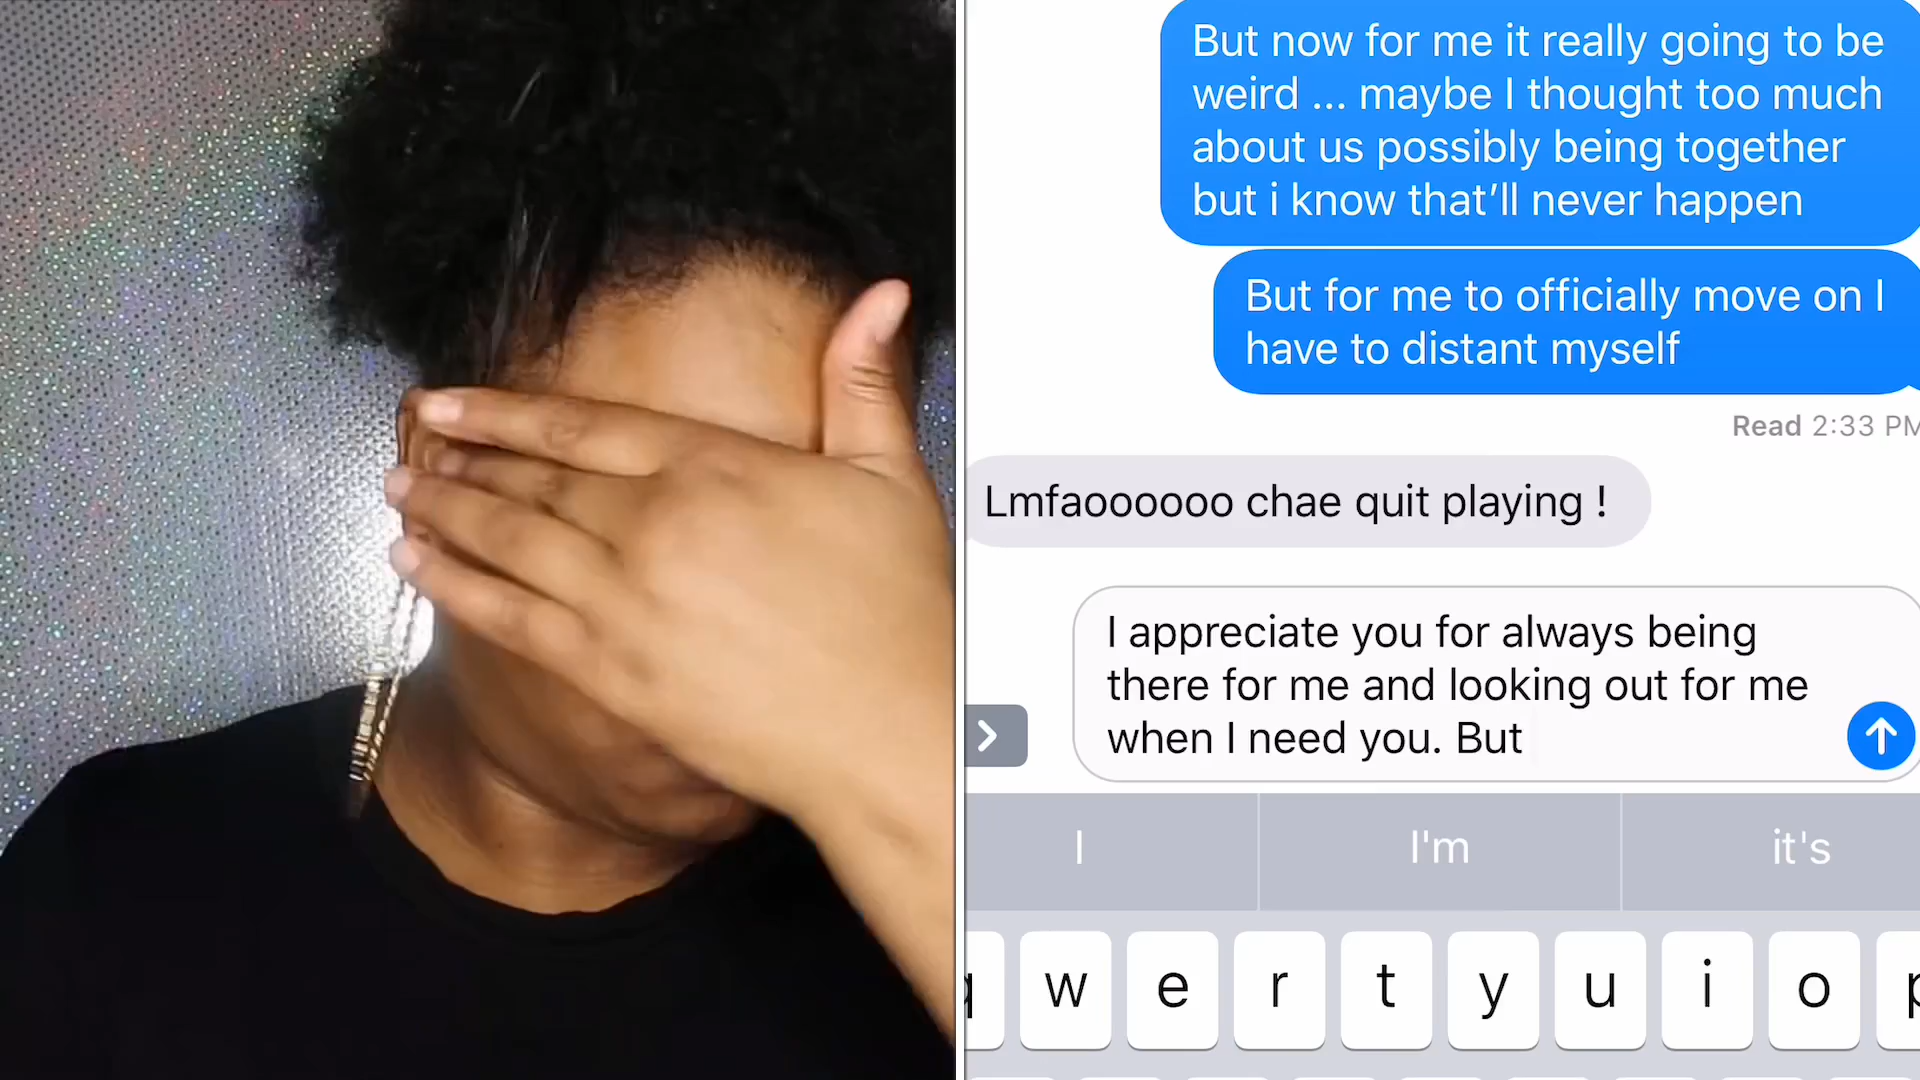 But now for me it really going to be
weird ... maybe I thought too much
about us possibly being together
but i know that’ll never happen
But for me to officially move on I
have to distant myself
Read 2:33 PM
Lmfaoooooo chae quit playing !
I appreciate you for always being
there for me and looking out for me
when I need you. But
I I'm it's
q w e r t y u i o p